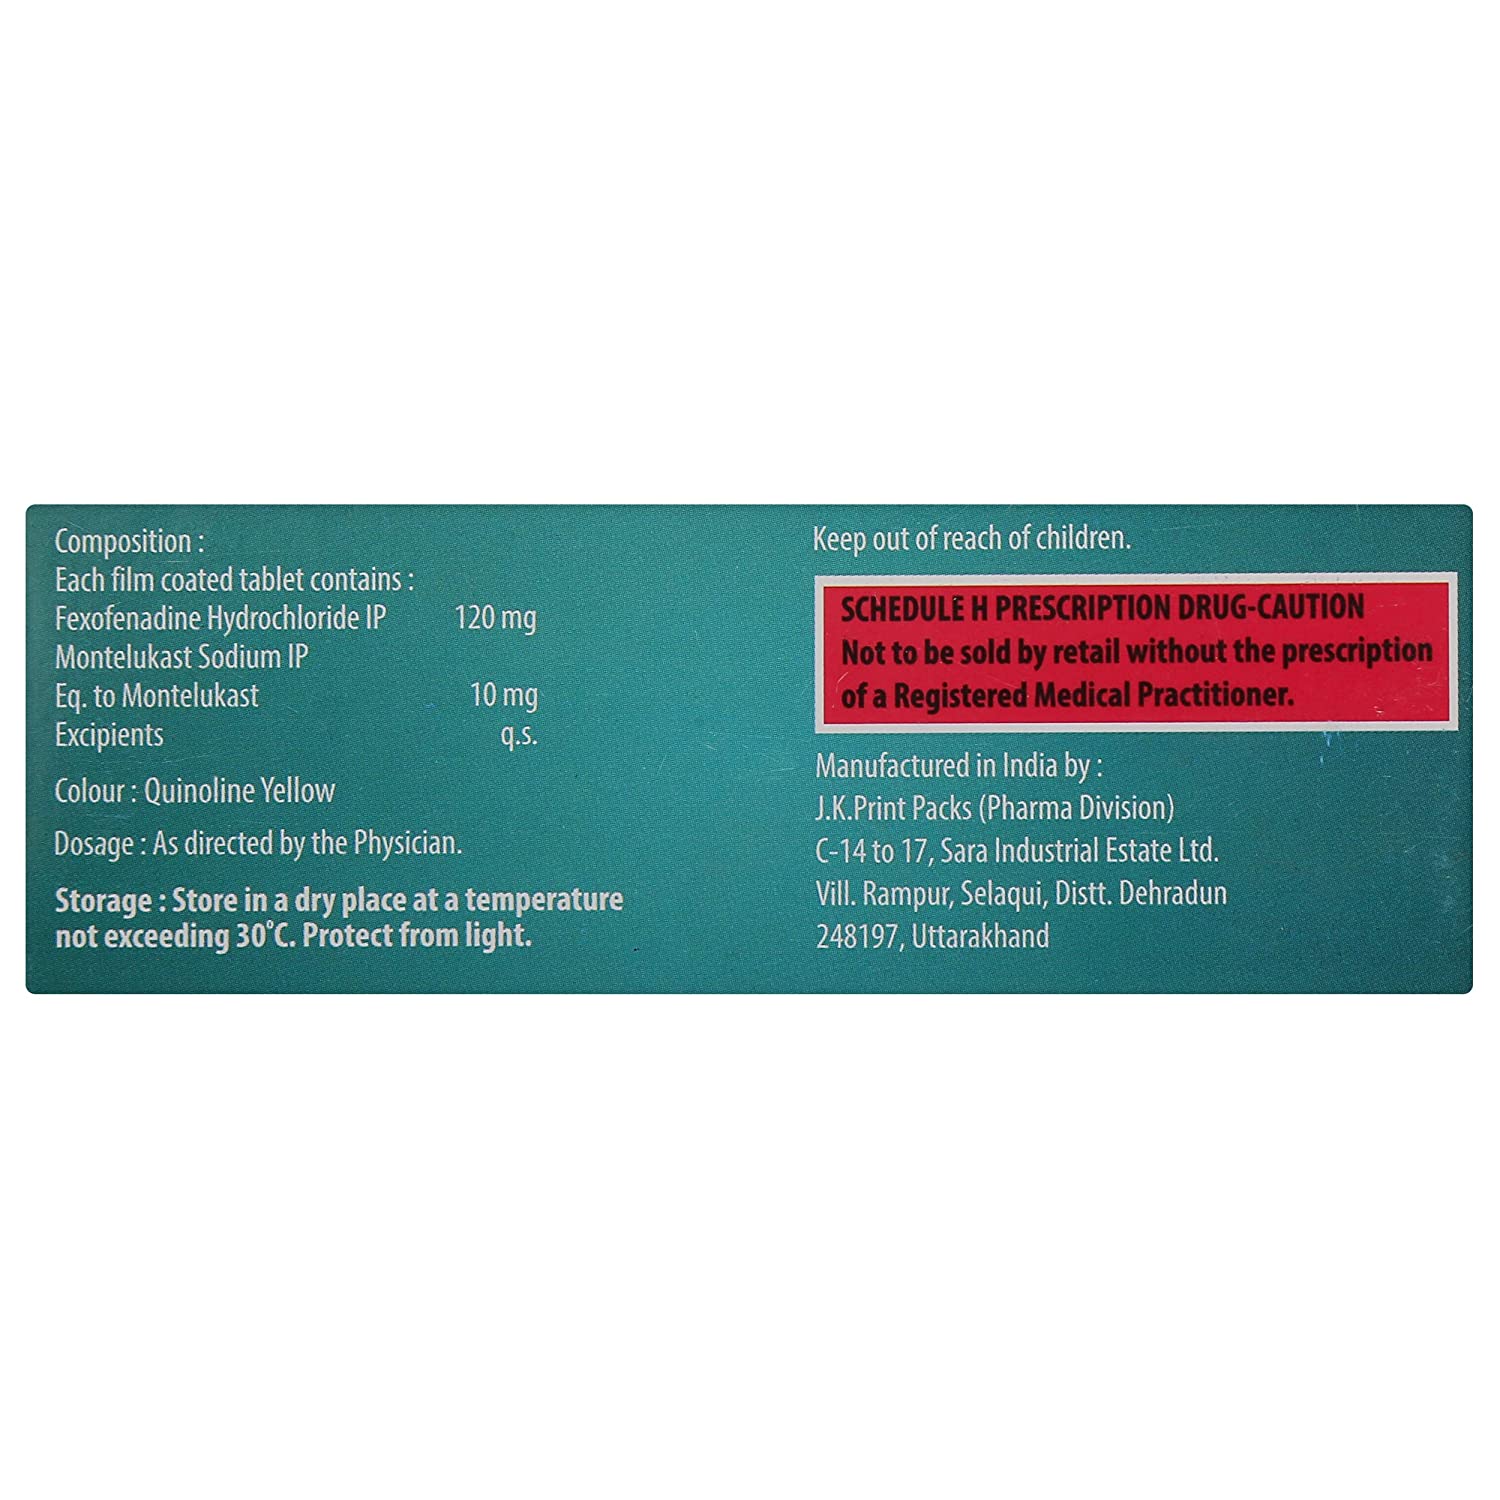 Composition :
Each film coated tablet contains :
Fexofenadine Hydrochloride IP 120 mg
Montelukast Sodium IP
Eq. to Montelukast 10 mg
Excipients q.s.
Colour : Quinoline Yellow
Dosage : As directed by the Physician.
Storage : Store in a dry place at a temperature
not exceeding 30°C. Protect from light.
Keep out of reach of children.
SCHEDULE H PRESCRIPTION DRUG-CAUTION
Not to be sold by retail without the prescription
of a Registered Medical Practitioner.
Manufactured in India by :
J.K.Print Packs (Pharma Division)
C-14 to 17, Sara Industrial Estate Ltd.
Vill. Rampur, Selaqui, Distt. Dehradun
248197, Uttarakhand